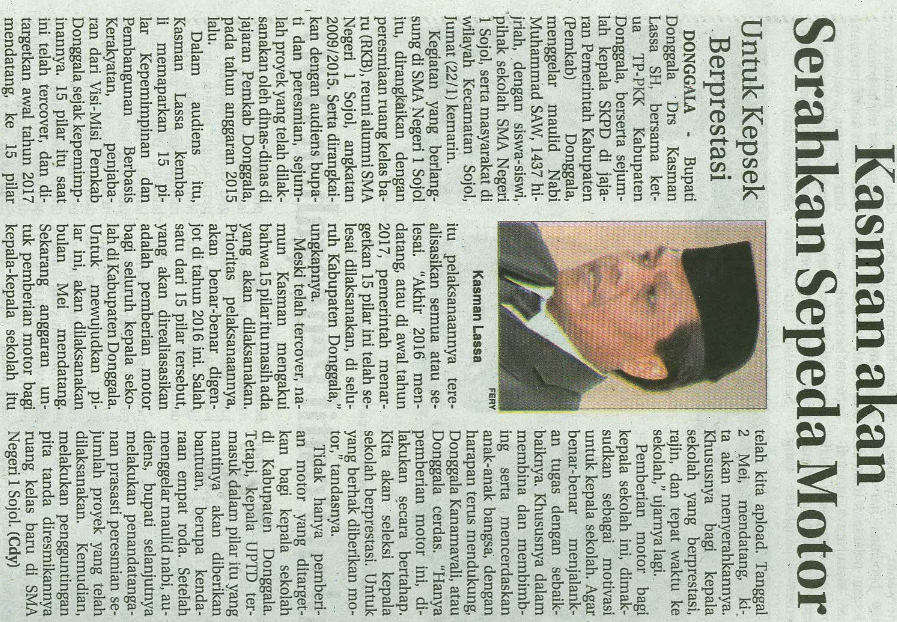 Kasman akan
Serahkan Sepeda Motor
Untuk Kepsek
Berprestasi
DONGGALA - Bupati
Donggala Drs Kasman
Lassa SH, bersama ket-
ua TP-PKK Kabupaten
Donggala, berserta sejum-
lah kepala SKPD di jaja-
ran Pemerintah Kabupaten
(Pemkab) Donggala,
menggelar maulid Nabi
Muhammad SAW, 1437 hi-
jriah, dengan siswa-siswi,
pihak sekolah SMA Negeri
1 Sojol, serta masyarakat di
wilayah Kecamatan Sojol,
Jumat (22/1) kemarin.
Kegiatan yang berlang-
sung di SMA Negeri 1 Sojol
itu, dirangkaikan dengan
peresmiaan ruang kelas ba-
ru (RKB), reuni alumni SMA
Negeri 1 Sojol, angkatan
2009/2015. Serta dirangkai-
kan dengan audiens bupa-
ti dan peresmian, sejum-
lah proyek yang telah dilak-
sanakan oleh dinas-dinas di
jajaran Pemkab Donggala,
pada tahun anggaran 2015
lalu.
Dalam audiens itu,
Kasman Lassa kemba-
li memaparkan 15 pi-
lar Kepemimpinan dan
Pembangunan Berbasis
Kerakyatan, penjaba-
ran dari Visi-Misi Pemkab
Donggala sejak kepemimp-
inannya. 15 pilar itu saat
ini telah tercover, dan di-
targetkan awal tahun 2017
mendatang, ke 15 pilar
FERY
Kasman Lassa
itu pelaksanaannya tere-
alisasikan semua atau se-
lesai. "Akhir 2016 men-
datang, atau di awal tahun
2017, pemerintah menar-
getkan 15 pilar ini telah se-
lesai dilaksanakan, di selu-
ruh Kabupaten Donggala,"
ungkapnya.
Meski telah tercover, na-
mun Kasman mengakui
bahwa 15 pilar itu masih ada
yang akan dilaksanakan.
Prioritas pelaksanaannya,
akan benar-benar digen-
jot di tahun 2016 ini. Salah
satu dari 15 pilar tersebut,
yang akan direaliasasikan
adalah pemberian motor
bagi seluruh kepala seko-
lah di Kabupaten Donggala.
Untuk mewujudkan pi-
lar ini, akan dilaksanakan
bulan Mei mendatang.
Sekarang anggaran un-
tuk pemberian motor bagi
kepala-kepala sekolah itu
telah kita apload. Tanggal
2 Mei, mendatang, ki-
ta akan menyerahkannya.
Khususnya bagi kepala
sekolah yang berprestasi,
rajin, dan tepat waktu ke
sekolah," ujarnya lagi.
Pemberian motor bagi
kepala sekolah ini, dimak-
sudkan sebagai motivasi
untuk kepala sekolah. Agar
benar-benar menjalank-
an tugas dengan sebaik-
baiknya. Khususnya dalam
membina dan membimb-
ing serta mencerdaskan
anak-anak bangsa, dengan
harapan terus mendukung,
Donggala Kanamavali, atau
Donggala cerdas. "Hanya
pemberian motor ini, di-
lakukan secara bertahap.
Kita akan seleksi kepala
sekolah berprestasi. Untuk
yang berhak diberikan mo-
tor," tandasnya.
Tidak hanya pemberi-
an motor yang ditarget-
kan bagi kepala sekolah
di Kabupaten Donggala.
Tetapi, kepala UPTD ter-
masuk dalam pilar itu yang
nantinya akan diberikan
bantuan, berupa kenda-
raan empat roda. Setelah
menggelar maulid nabi, au-
diens, bupati selanjutnya
melakukan penandatanga-
nan prasasti peresmian se-
jumlah proyek yang telah
dilaksanakan. Kemudian,
melakukan pengguntingan
pita tanda diresmikannya
ruang kelas baru di SMA
Negeri 1 Sojol. (Cdy)